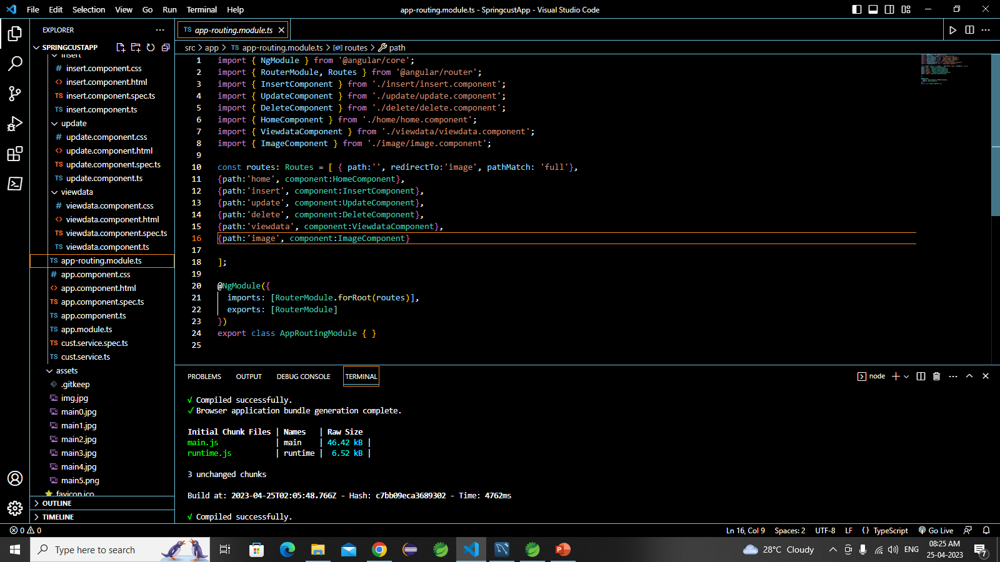 File Edit Selection View Go Run Terminal Help
app-routing.module.ts - SpringcustApp - Visual Studio Code
EXPLORER
SPRINGCUSTAPP
insert
# insert.component.css
<> insert.component.html
TS insert.component.spec.ts
TS insert.component.ts
update
# update.component.css
<> update.component.html
TS update.component.spec.ts
TS update.component.ts
viewdata
# viewdata.component.css
<> viewdata.component.html
TS viewdata.component.spec.ts
TS viewdata.component.ts
TS app-routing.module.ts
# app.component.css
<> app.component.html
TS app.component.spec.ts
TS app.component.ts
TS app.module.ts
TS cust.service.spec.ts
TS cust.service.ts
assets
.gitkeep
img.jpg
main0.jpg
main1.jpg
main2.jpg
main3.jpg
main4.jpg
main5.png
favicon.ico
OUTLINE
TIMELINE
TS app-routing.module.ts
src > app > TS app-routing.module.ts > routes > path
1 import { NgModule } from '@angular/core';
2 import { RouterModule, Routes } from '@angular/router';
3 import { InsertComponent } from './insert/insert.component';
4 import { UpdateComponent } from './update/update.component';
5 import { DeleteComponent } from './delete/delete.component';
6 import { HomeComponent } from './home/home.component';
7 import { ViewdataComponent } from './viewdata/viewdata.component';
8 import { ImageComponent } from './image/image.component';
9
10 const routes: Routes = [ { path:'', redirectTo:'image', pathMatch: 'full'},
11 {path:'home', component:HomeComponent},
12 {path:'insert', component:InsertComponent},
13 {path:'update', component:UpdateComponent},
14 {path:'delete', component:DeleteComponent},
15 {path:'viewdata', component:ViewdataComponent},
16 {path:'image', component:ImageComponent}
17
18 ];
19
20 @NgModule({
21 imports: [RouterModule.forRoot(routes)],
22 exports: [RouterModule]
23 })
24 export class AppRoutingModule { }
25
PROBLEMS OUTPUT DEBUG CONSOLE TERMINAL
node
√ Compiled successfully.
√ Browser application bundle generation complete.
Initial Chunk Files | Names | Raw Size
main.js | main | 46.42 kB |
runtime.js | runtime | 6.52 kB |
3 unchanged chunks
Build at: 2023-04-25T02:05:48.766Z - Hash: c7bb09eca3689302 - Time: 4762ms
√ Compiled successfully.
0 0
Ln 16, Col 9 Spaces: 2 UTF-8 LF {} TypeScript Go Live
Type here to search
28°C Cloudy
ENG
08:25 AM
25-04-2023
7